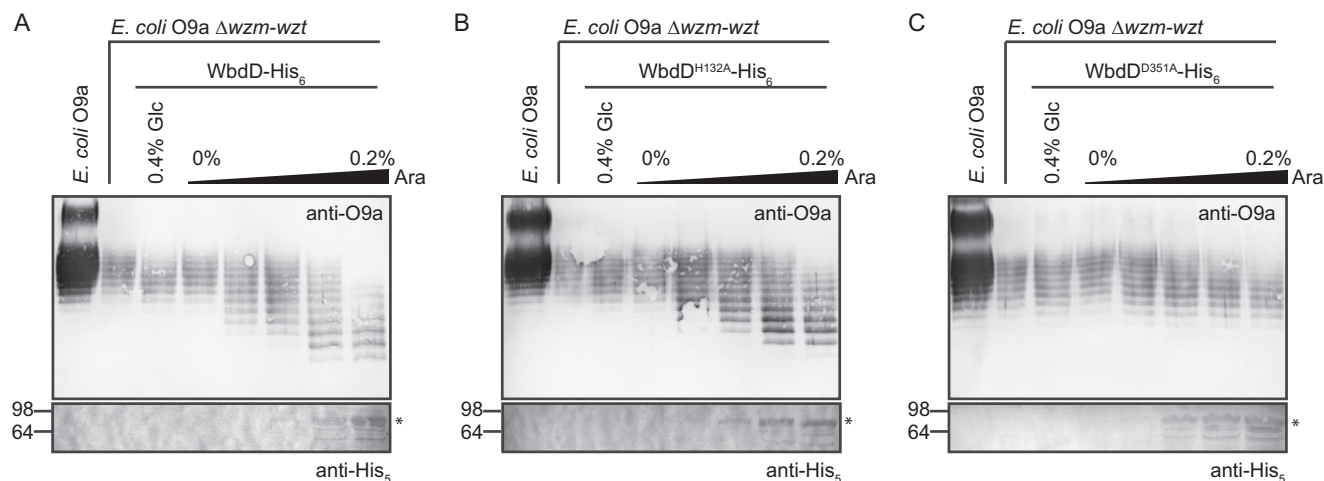 A
E. coli O9a Δwzm-wzt
WbdD-His6
E. coli O9a
0.4% Glc
0%
0.2%
Ara
anti-O9a
98
64
*
anti-His5
B
E. coli O9a Δwzm-wzt
WbdDH132A-His6
E. coli O9a
0.4% Glc
0%
0.2%
Ara
anti-O9a
98
64
*
anti-His5
C
E. coli O9a Δwzm-wzt
WbdDD351A-His6
E. coli O9a
0.4% Glc
0%
0.2%
Ara
anti-O9a
98
64
*
anti-His5